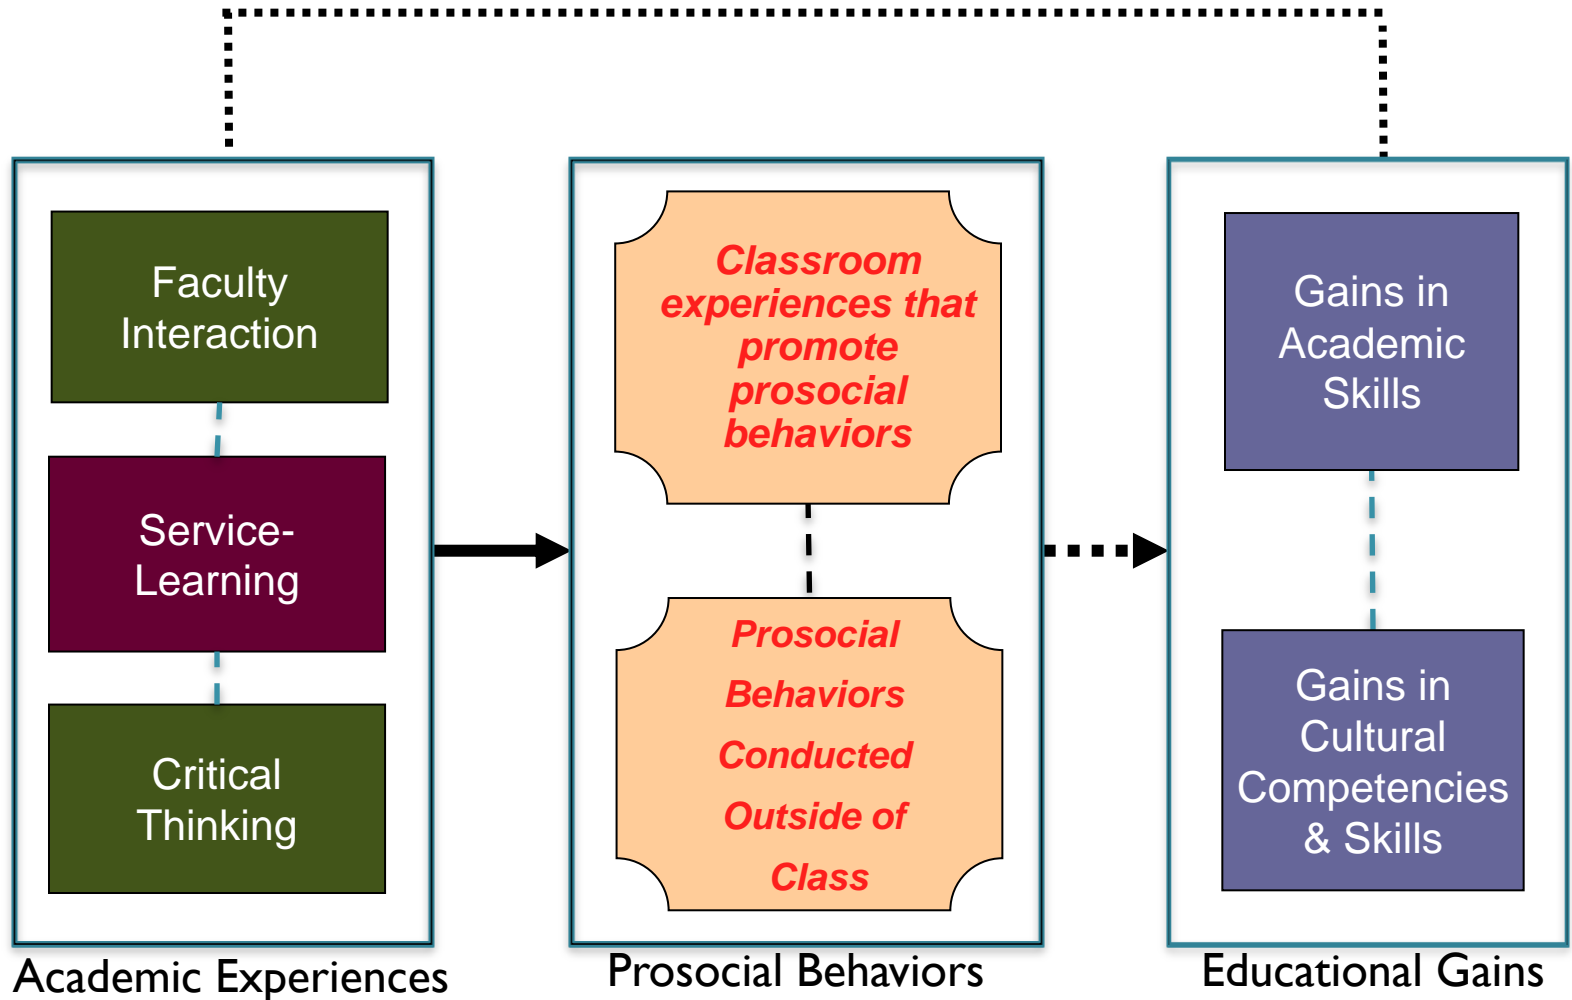 Faculty
Interaction
Service-
Learning
Critical
Thinking
Academic Experiences
Classroom
experiences that
promote
prosocial
behaviors
Prosocial
Behaviors
Conducted
Outside of
Class
Prosocial Behaviors
Gains in
Academic
Skills
Gains in
Cultural
Competencies
& Skills
Educational Gains